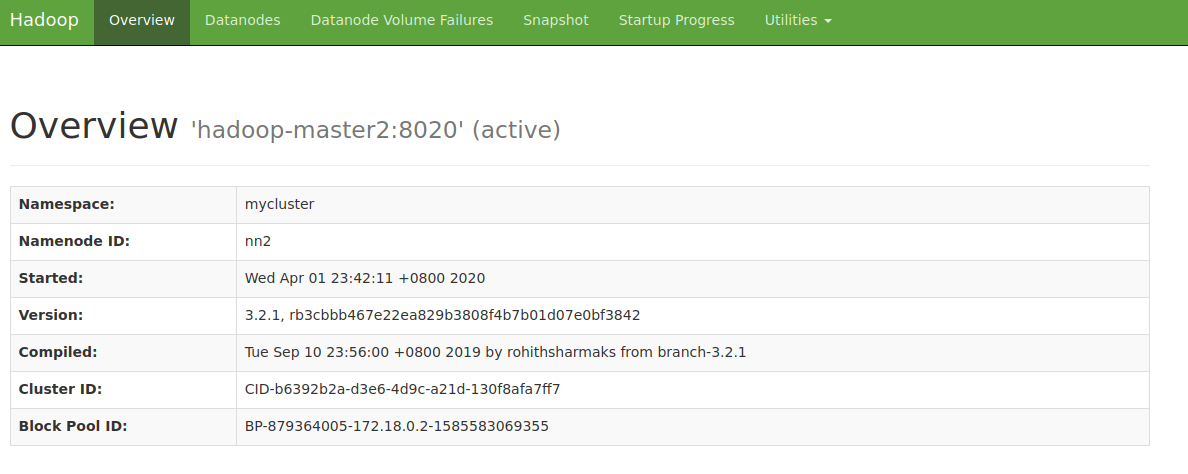 Hadoop Overview Datanodes Datanode Volume Failures Snapshot Startup Progress Utilities
Overview 'hadoop-master2:8020' (active)
Namespace: mycluster
Namenode ID: nn2
Started: Wed Apr 01 23:42:11 +0800 2020
Version: 3.2.1, rb3cbbb467e22ea829b3808f4b7b01d07e0bf3842
Compiled: Tue Sep 10 23:56:00 +0800 2019 by rohithsharmaks from branch-3.2.1
Cluster ID: CID-b6392b2a-d3e6-4d9c-a21d-130f8afa7ff7
Block Pool ID: BP-879364005-172.18.0.2-1585583069355